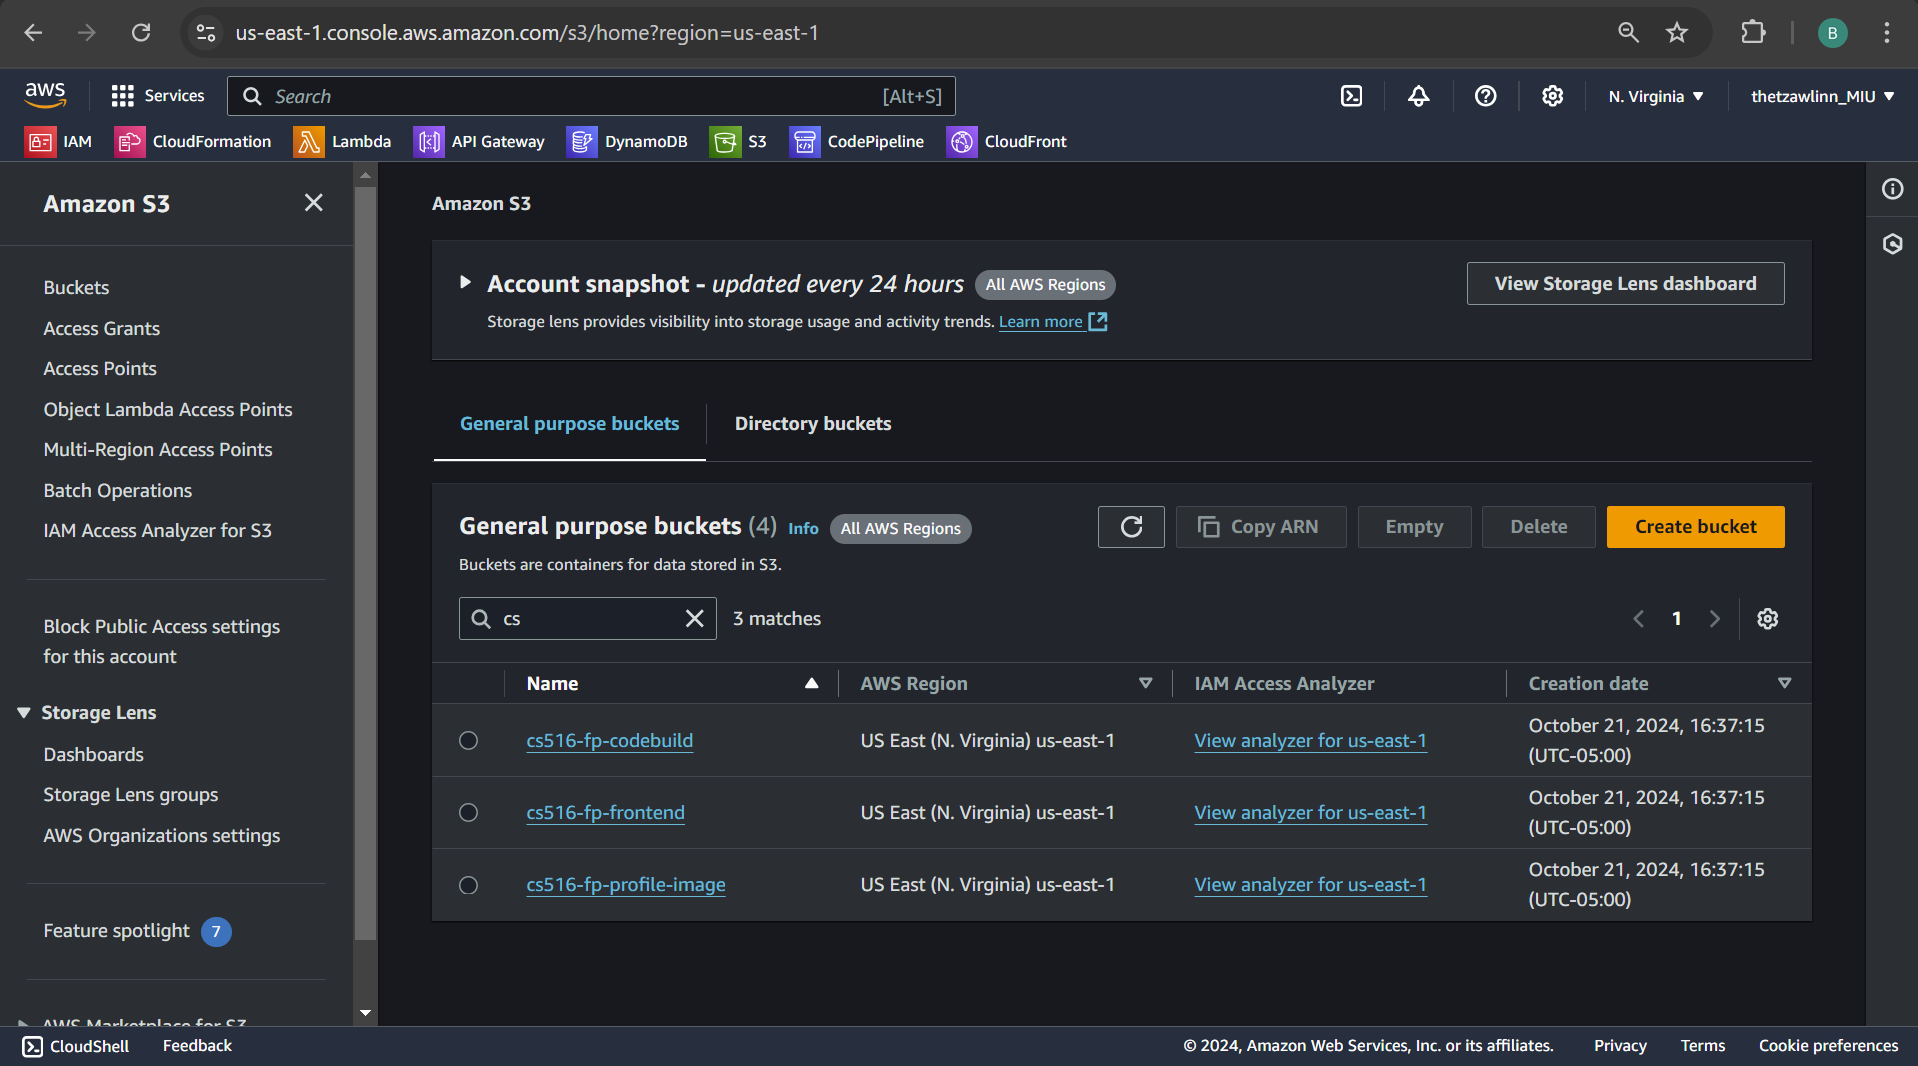 us-east-1.console.aws.amazon.com/s3/home?region=us-east-1
B
aws
Services
Search
[Alt+S]
N. Virginia
thetzawlinn_MIU
IAM
CloudFormation
Lambda
API Gateway
DynamoDB
S3
CodePipeline
CloudFront
Amazon S3
Buckets
Access Grants
Access Points
Object Lambda Access Points
Multi-Region Access Points
Batch Operations
IAM Access Analyzer for S3
Block Public Access settings
for this account
Storage Lens
Dashboards
Storage Lens groups
AWS Organizations settings
Feature spotlight 7
AWS Marketplace for S3
Amazon S3
Account snapshot - updated every 24 hours All AWS Regions
Storage lens provides visibility into storage usage and activity trends. Learn more
View Storage Lens dashboard
General purpose buckets
Directory buckets
General purpose buckets (4) Info All AWS Regions
Buckets are containers for data stored in S3.
Copy ARN
Empty
Delete
Create bucket
cs
3 matches
1
Name AWS Region IAM Access Analyzer Creation date
cs516-fp-codebuild US East (N. Virginia) us-east-1 View analyzer for us-east-1 October 21, 2024, 16:37:15
(UTC-05:00)
cs516-fp-frontend US East (N. Virginia) us-east-1 View analyzer for us-east-1 October 21, 2024, 16:37:15
(UTC-05:00)
cs516-fp-profile-image US East (N. Virginia) us-east-1 View analyzer for us-east-1 October 21, 2024, 16:37:15
(UTC-05:00)
CloudShell
Feedback
© 2024, Amazon Web Services, Inc. or its affiliates.
Privacy
Terms
Cookie preferences